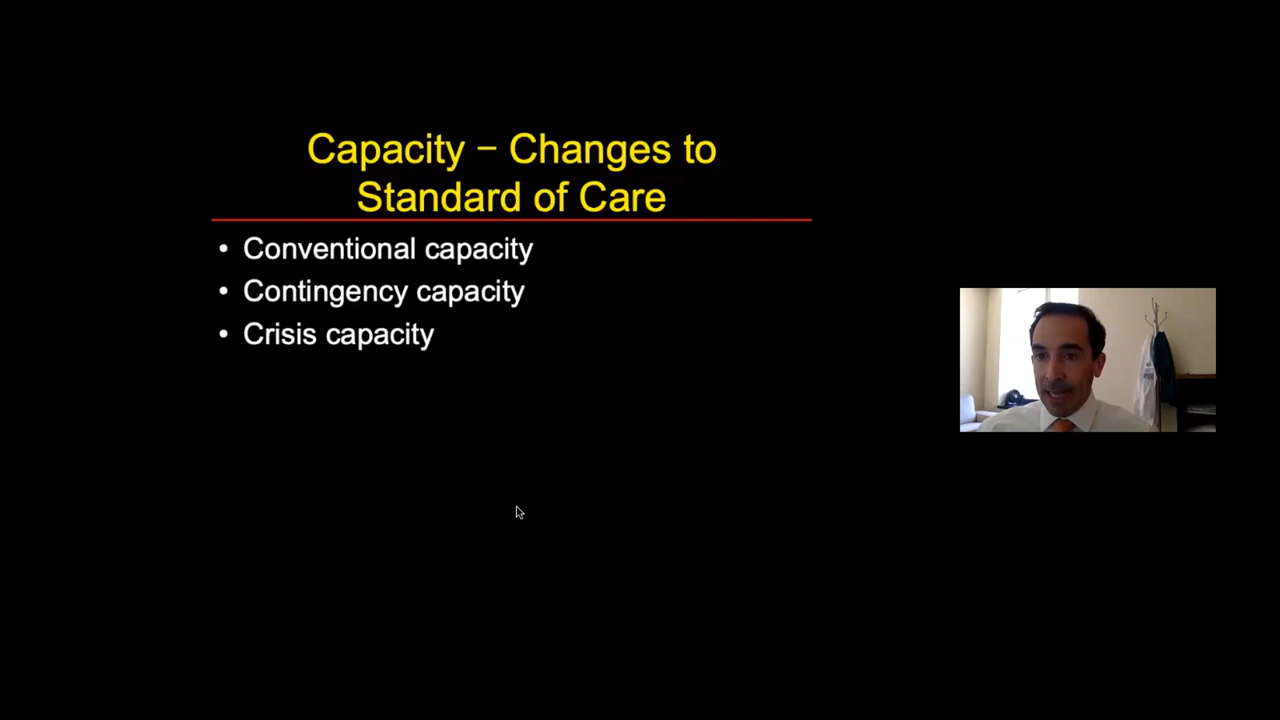 Capacity – Changes to
Standard of Care
• Conventional capacity
• Contingency capacity
• Crisis capacity